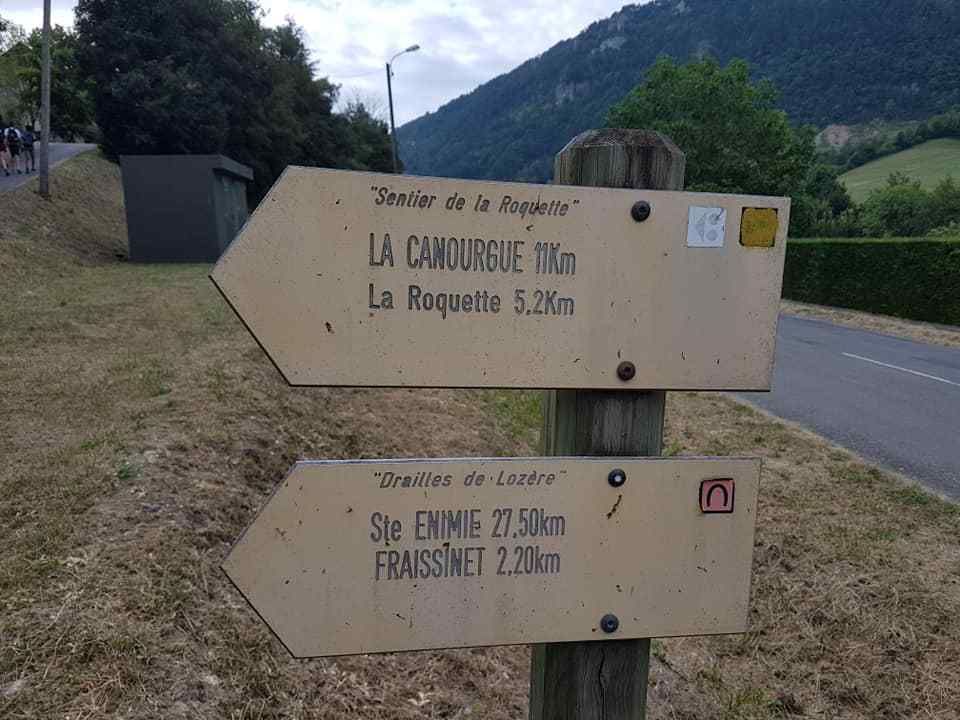 "Sentier de la Roquette"
LA CANOURGUE 11Km
La Roquette 5,2Km
"Drailles de Lozère"
Ste ENIMIE 27,50km
FRAISSINET 2,20km